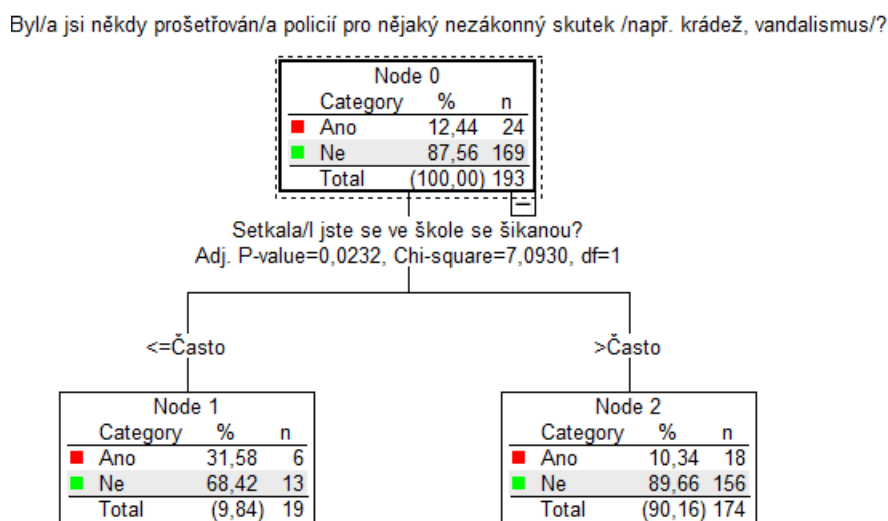 Byl/a jsi někdy prošetřován/a policií pro nějaký nezákonný skutek /např. krádež, vandalismus/?
Node 0
Category % n
Ano 12,44 24
Ne 87,56 169
Total (100,00) 193
Setkala/l jste se ve škole se šikanou?
Adj. P-value=0,0232, Chi-square=7,0930, df=1
<=Často
>Často
Node 1
Category % n
Ano 31,58 6
Ne 68,42 13
Total (9,84) 19
Node 2
Category % n
Ano 10,34 18
Ne 89,66 156
Total (90,16) 174